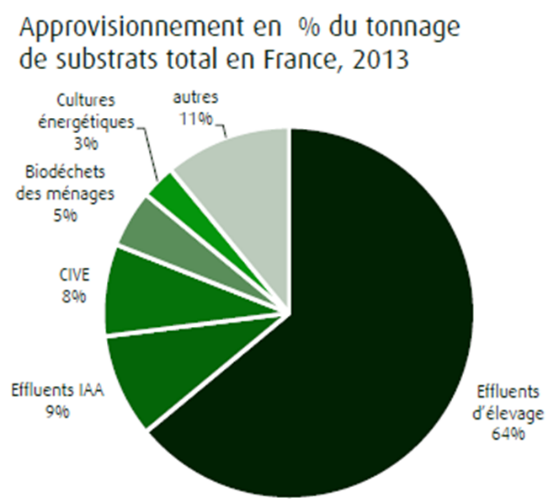 Approvisionnement en % du tonnage
de substrats total en France, 2013
Cultures
énergétiques
3%
autres
11%
Biodéchets
des ménages
5%
CIVE
8%
Effluents IAA
9%
Effluents
d'élevage
64%